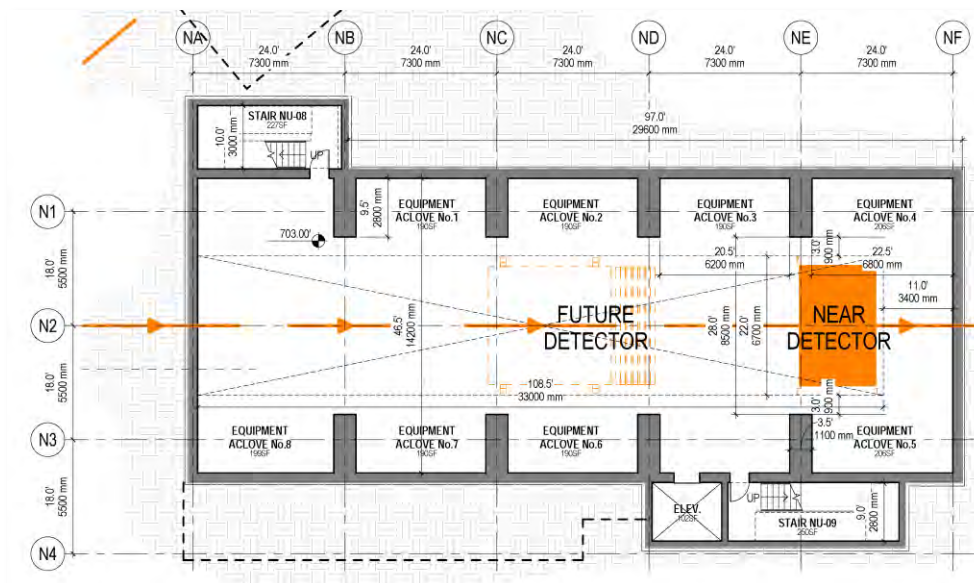 NA
NB
NC
ND
NE
NF
24.0'
7300 mm
24.0'
7300 mm
24.0'
7300 mm
24.0'
7300 mm
24.0'
7300 mm
97.0'
29600 mm
STAIR NU-08
227SF
10.0'
3000 mm
UP
N1
N2
N3
N4
18.0'
5500 mm
18.0'
5500 mm
18.0'
5500 mm
9.5'
2800 mm
EQUIPMENT
ACLOVE No.1
190SF
EQUIPMENT
ACLOVE No.2
190SF
EQUIPMENT
ACLOVE No.3
190SF
EQUIPMENT
ACLOVE No.4
206SF
703.00'
3.0'
900 mm
20.5'
6200 mm
22.5'
6800 mm
11.0'
3400 mm
46.5'
14200 mm
FUTURE
DETECTOR
28.0'
8500 mm
22.0'
6700 mm
NEAR
DETECTOR
108.5'
33000 mm
3.0'
900 mm
3.5'
1100 mm
EQUIPMENT
ACLOVE No.8
199SF
EQUIPMENT
ACLOVE No.7
190SF
EQUIPMENT
ACLOVE No.6
190SF
EQUIPMENT
ACLOVE No.5
206SF
ELEV.
102SF
UP
STAIR NU-09
260SF
9.0'
2800 mm